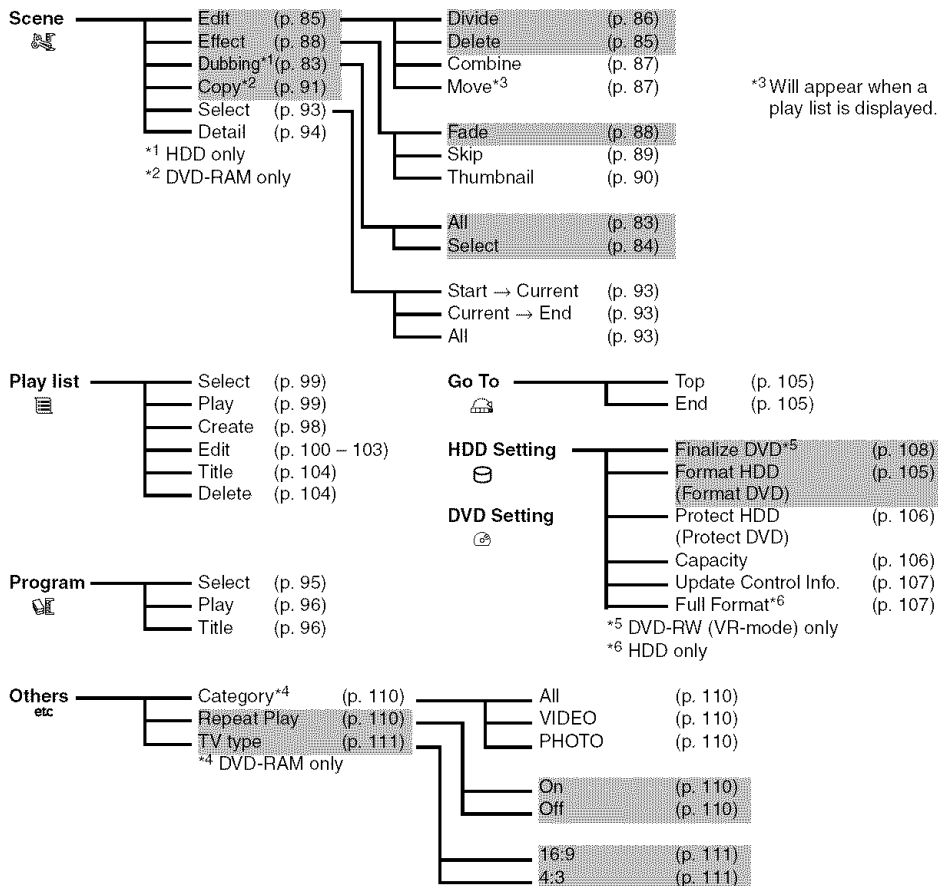 Scene
Edit (p. 85)
Effect (p. 88)
Dubbing*1 (p. 83)
Copy*2 (p. 91)
Select (p. 93)
Detail (p. 94)
*1 HDD only
*2 DVD-RAM only
Divide (p. 86)
Delete (p. 85)
Combine (p. 87)
Move*3 (p. 87)
*3 Will appear when a
play list is displayed.
Fade (p. 88)
Skip (p. 89)
Thumbnail (p. 90)
All (p. 83)
Select (p. 84)
Start → Current (p. 93)
Current → End (p. 93)
All (p. 93)
Play list
Select (p. 99)
Play (p. 99)
Create (p. 98)
Edit (p. 100 – 103)
Title (p. 104)
Delete (p. 104)
Go To
Top (p. 105)
End (p. 105)
HDD Setting
DVD Setting
Finalize DVD*5 (p. 108)
Format HDD (p. 105)
(Format DVD)
Protect HDD (p. 106)
(Protect DVD)
Capacity (p. 106)
Update Control Info. (p. 107)
Full Format*6 (p. 107)
*5 DVD-RW (VR-mode) only
*6 HDD only
Program
Select (p. 95)
Play (p. 96)
Title (p. 96)
Others
etc
Category*4 (p. 110)
Repeat Play (p. 110)
TV type (p. 111)
*4 DVD-RAM only
All (p. 110)
VIDEO (p. 110)
PHOTO (p. 110)
On (p. 110)
Off (p. 110)
16:9 (p. 111)
4:3 (p. 111)